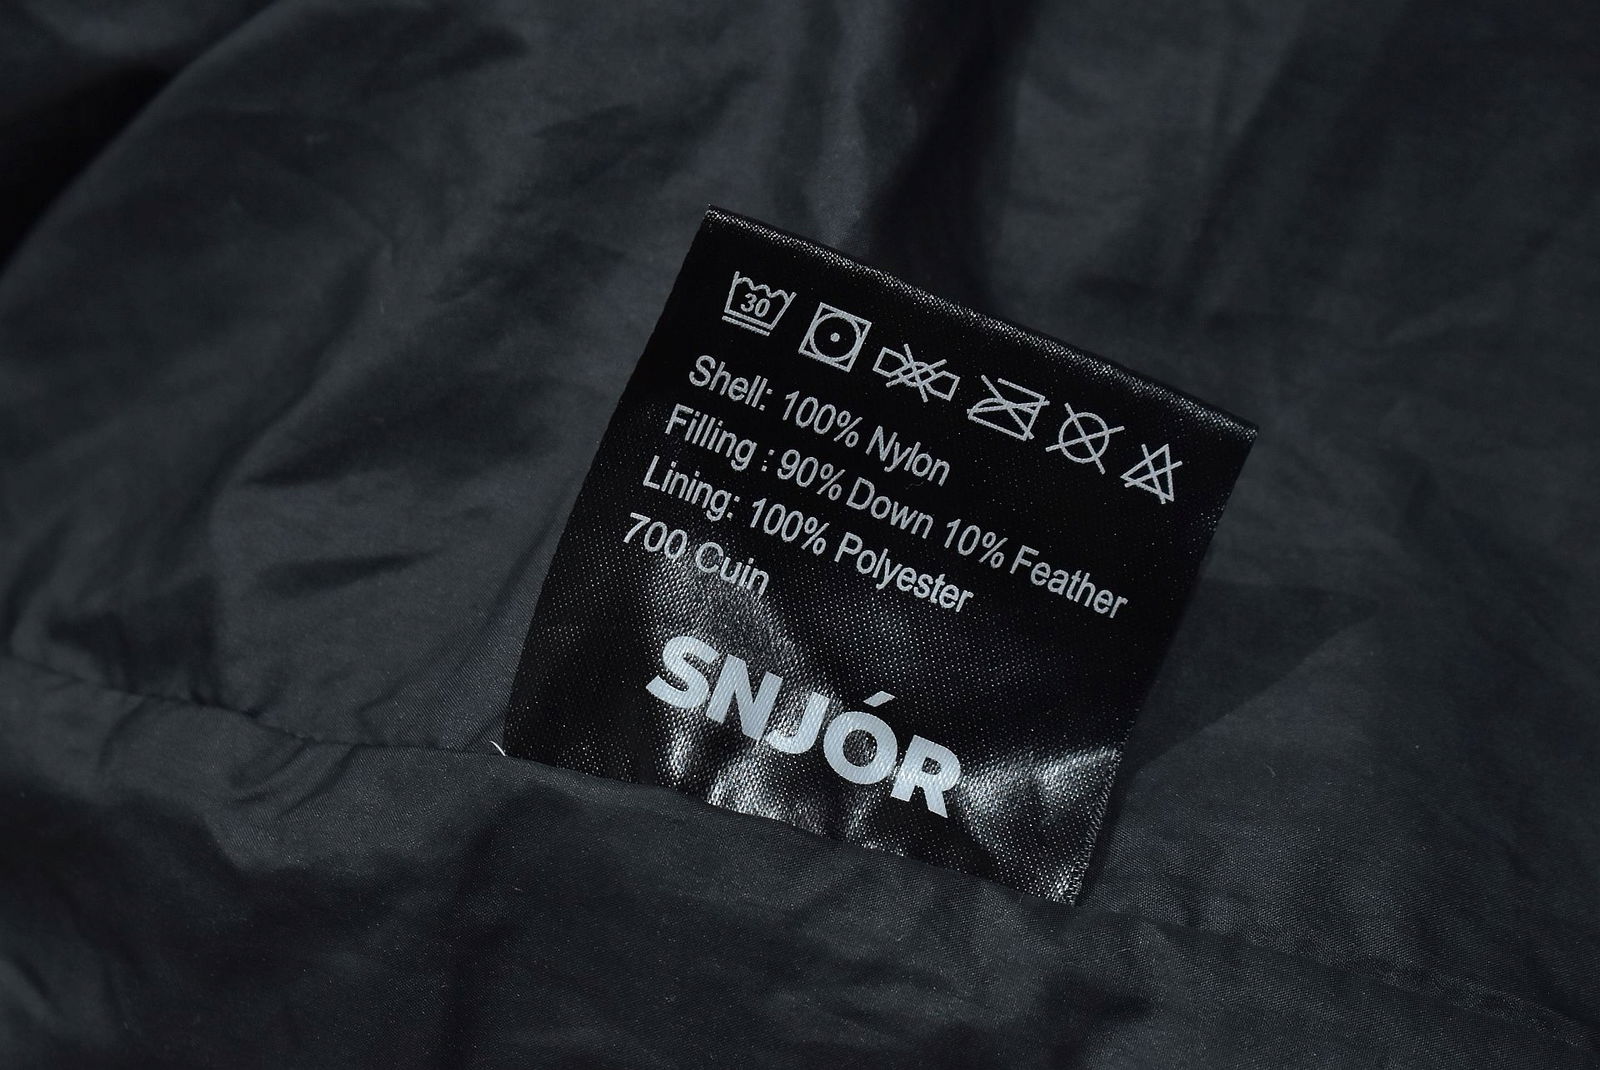 30
Shell: 100% Nylon
Filling : 90% Down 10% Feather
Lining: 100% Polyester
700 Cuin
SNJÓR